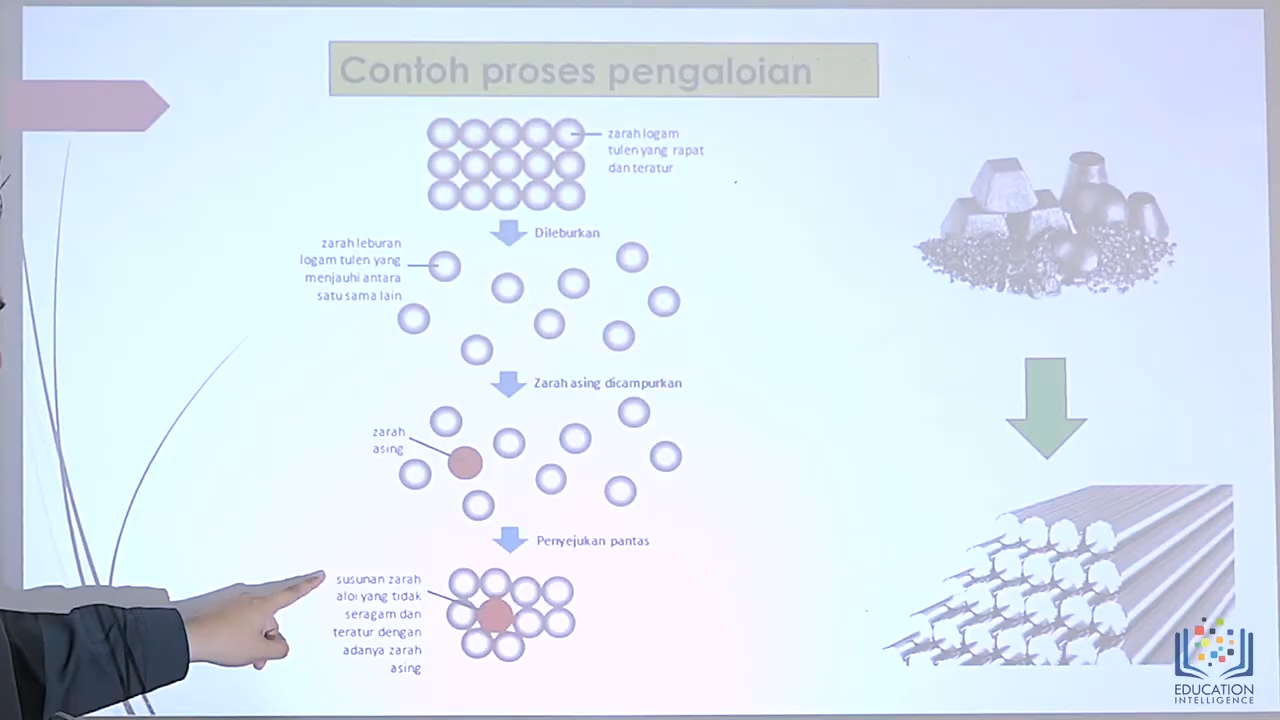 Contoh proses pengaloian
zarah logam
tulen yang rapat
dan teratur
Dileburkan
zarah leburan
logam tulen yang
menjauhi antara
satu sama lain
Zarah asing dicampurkan
zarah
asing
Penyejukan pantas
susunan zarah
aloi yang tidak
seragam dan
teratur dengan
adanya zarah
asing
EDUCATION
INTELLIGENCE